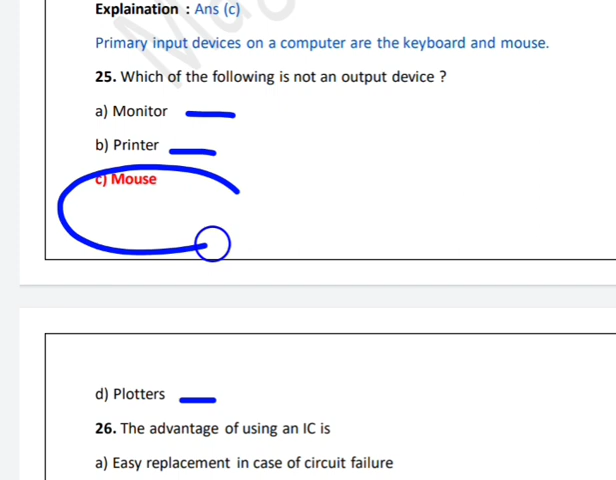 Explaination : Ans (c)
Primary input devices on a computer are the keyboard and mouse.
25. Which of the following is not an output device ?
a) Monitor
b) Printer
c) Mouse
d) Plotters
26. The advantage of using an IC is
a) Easy replacement in case of circuit failure